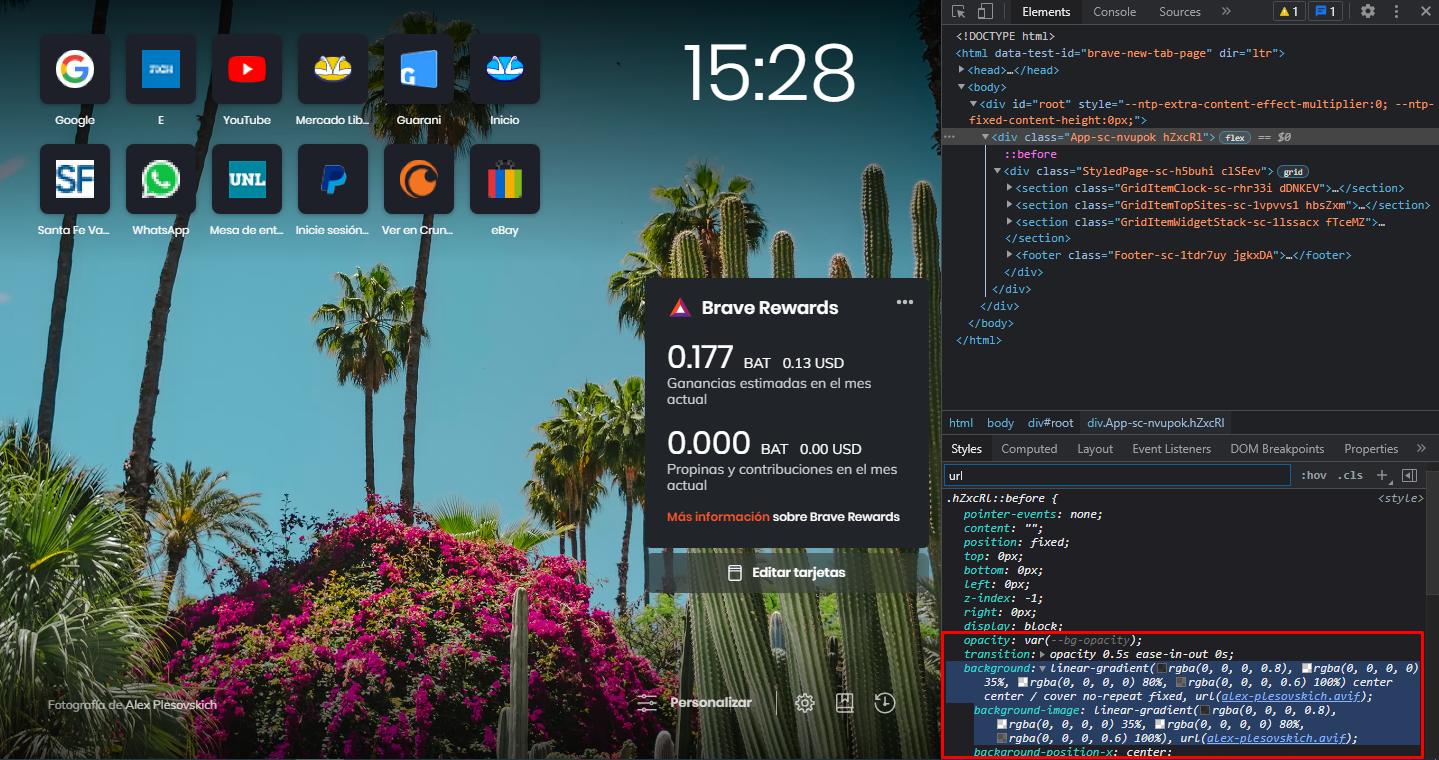 15:28
Google
E
YouTube
Mercado Lib...
Guarani
Inicio
SF
UNL
Santa Fe Va...
WhatsApp
Mesa de ent...
Inicie sesión...
Ver en Crun...
eBay
Brave Rewards
0.177 BAT 0.13 USD
Ganancias estimadas en el mes
actual
0.000 BAT 0.00 USD
Propinas y contribuciones en el mes
actual
Más información sobre Brave Rewards
Editar tarjetas
Fotografía de Alex Plesovskich
Personalizar
Elements Console Sources » 1 1
<!DOCTYPE html>
<html data-test-id="brave-new-tab-page" dir="ltr">
<head>…</head>
<body>
<div id="root" style="--ntp-extra-content-effect-multiplier:0; --ntp-
fixed-content-height:0px;">
<div class="App-sc-nvupok hZxcRl"> flex == $0
::before
<div class="StyledPage-sc-h5buhi clSEev"> grid
<section class="GridItemClock-sc-rhr33i dDNKEV">…</section>
<section class="GridItemTopSites-sc-1vpvvs1 hbsZxm">…</section>
<section class="GridItemWidgetStack-sc-1lssacx fTceMZ">…
</section>
<footer class="Footer-sc-1tdr7uy jgkxDA">…</footer>
</div>
</div>
</div>
</body>
</html>
html body div#root div.App-sc-nvupok.hZxcRl
Styles Computed Layout Event Listeners DOM Breakpoints Properties »
url :hov .cls +
.hZxcRl::before { <style>
pointer-events: none;
content: "";
position: fixed;
top: 0px;
bottom: 0px;
left: 0px;
z-index: -1;
right: 0px;
display: block;
opacity: var(--bg-opacity);
transition: opacity 0.5s ease-in-out 0s;
background: linear-gradient(rgba(0, 0, 0, 0.8), rgba(0, 0, 0, 0)
35%, rgba(0, 0, 0, 0) 80%, rgba(0, 0, 0, 0.6) 100%) center
center / cover no-repeat fixed, url(alex-plesovskich.avif);
background-image: linear-gradient(rgba(0, 0, 0, 0.8),
rgba(0, 0, 0, 0) 35%, rgba(0, 0, 0, 0) 80%,
rgba(0, 0, 0, 0.6) 100%), url(alex-plesovskich.avif);
background-position-x: center;